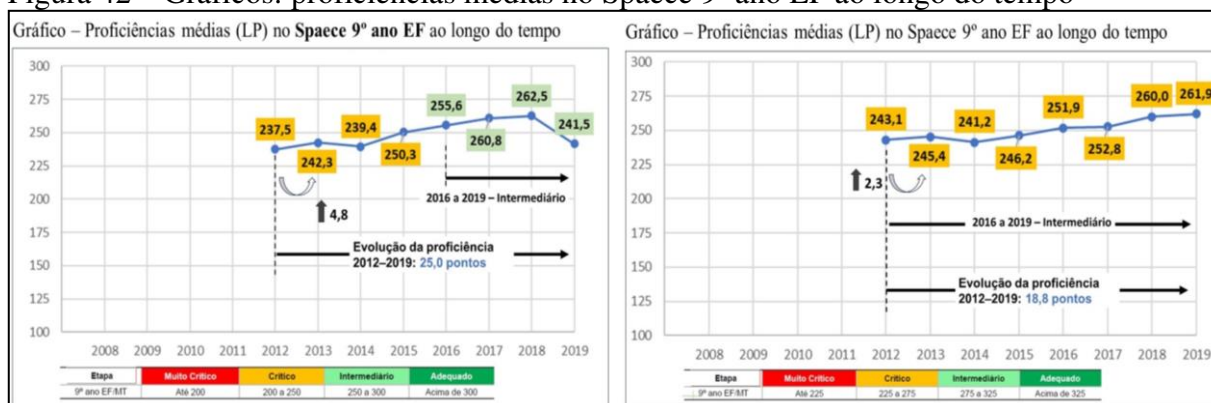 Figura 42 – Gráficos: proficiências médias no Spaece 9º ano LP ao longo do tempo
Gráfico – Proficiências médias (LP) no Spaece 9º ano EF ao longo do tempo
300
275
250
225
200
175
150
125
100
237,5
242,3
239,4
250,3
255,6
260,8
262,5
241,5
4,8
2016 a 2019 – Intermediário
Evolução da proficiência
2012–2019: 25,0 pontos
2008 2009 2010 2011 2012 2013 2014 2015 2016 2017 2018 2019
Etapa Muito Crítico Crítico Intermediário Adequado
9º ano EF/MT Até 200 200 a 250 250 a 300 Acima de 300
Gráfico – Proficiências médias (LP) no Spaece 9º ano EF ao longo do tempo
300
275
250
225
200
175
150
125
100
243,1
245,4
241,2
246,2
251,9
252,8
260,0
261,9
2,3
2016 a 2019 – Intermediário
Evolução da proficiência
2012–2019: 18,8 pontos
2008 2009 2010 2011 2012 2013 2014 2015 2016 2017 2018 2019
Etapa Muito Crítico Crítico Intermediário Adequado
9º ano EF/MT Até 225 225 a 275 275 a 325 Acima de 325